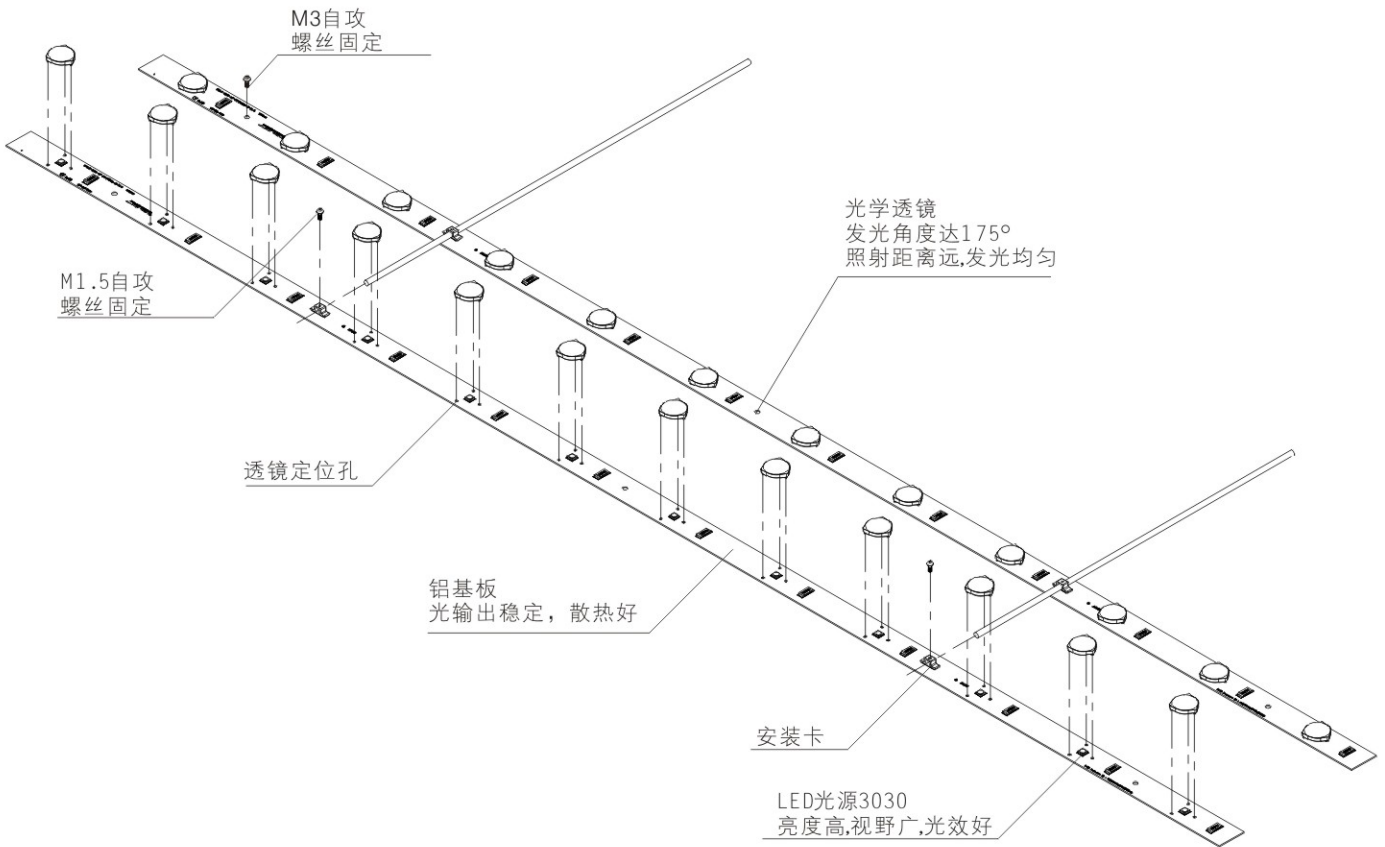 M3自攻
螺丝固定
光学透镜
发光角度达175°
照射距离远,发光均匀
M1.5自攻
螺丝固定
透镜定位孔
铝基板
光输出稳定，散热好
安装卡
LED光源3030
亮度高,视野广,光效好